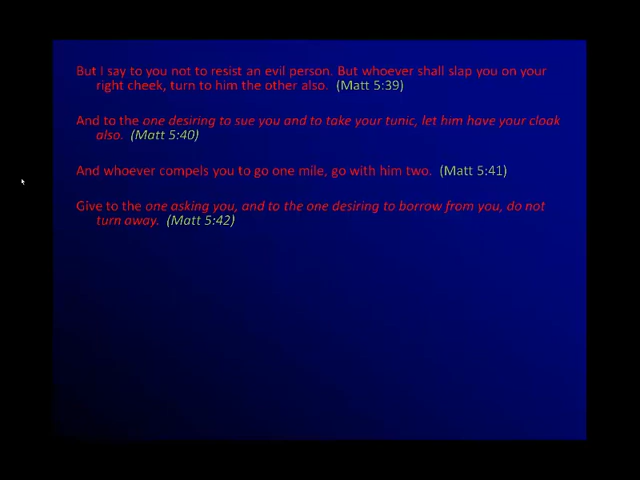 But I say to you not to resist an evil person. But whoever shall slap you on your
right cheek, turn to him the other also. (Matt 5:39)
And to the one desiring to sue you and to take your tunic, let him have your cloak
also. (Matt 5:40)
And whoever compels you to go one mile, go with him two. (Matt 5:41)
Give to the one asking you, and to the one desiring to borrow from you, do not
turn away. (Matt 5:42)